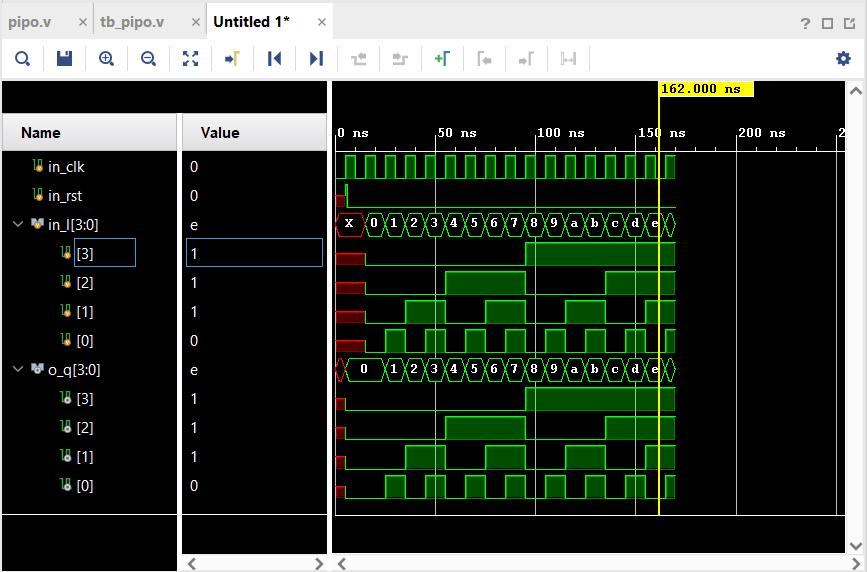 pipo.v × tb_pipo.v × Untitled 1* × ?
162.000 ns
Name Value 0 ns 50 ns 100 ns 150 ns 200 ns
in_clk 0
in_rst 0
in_I[3:0] e X 0 1 2 3 4 5 6 7 8 9 a b c d e
[3] 1
[2] 1
[1] 1
[0] 0
o_q[3:0] e 0 1 2 3 4 5 6 7 8 9 a b c d e
[3] 1
[2] 1
[1] 1
[0] 0